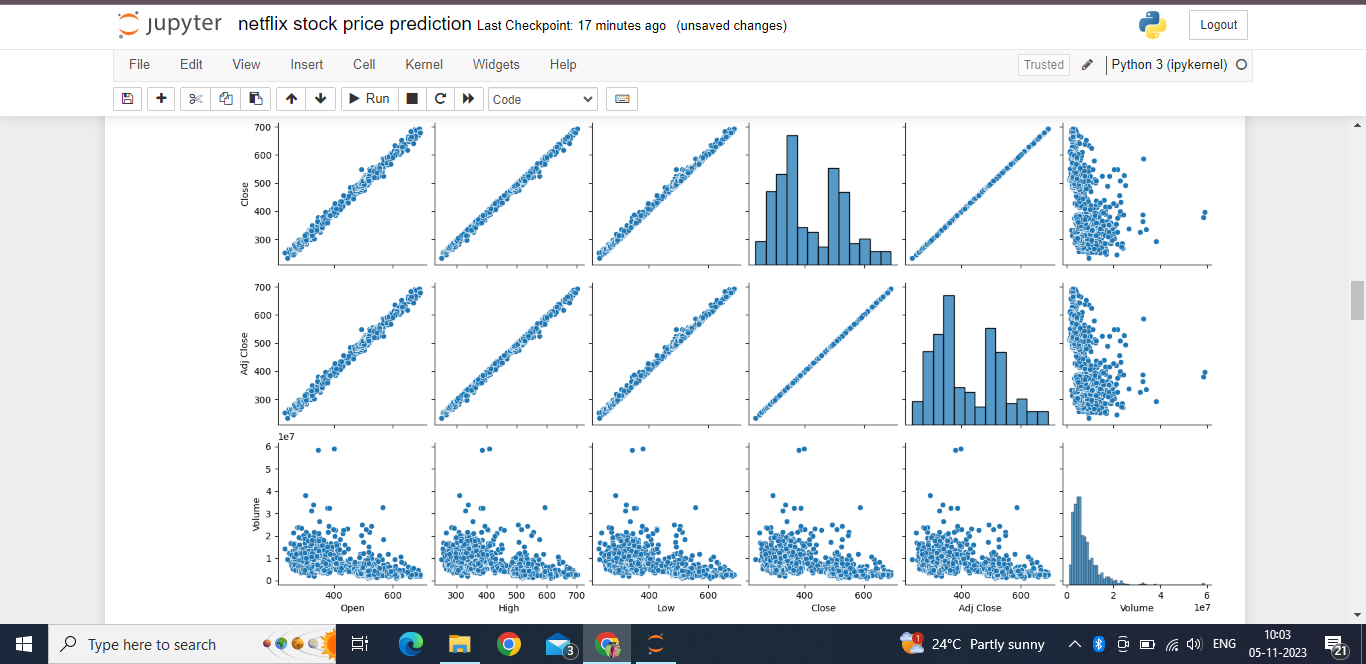 jupyter netflix stock price prediction Last Checkpoint: 17 minutes ago (unsaved changes) Logout
File Edit View Insert Cell Kernel Widgets Help Trusted Python 3 (ipykernel)
Run Code
700
600
500
400
300
Close
700
600
500
400
300
Adj Close
1e7
6
5
4
3
2
1
0
Volume
400 600 300 400 500 600 700 400 600 400 600 400 600 0 2 4 6
1e7
Open High Low Close Adj Close Volume
Type here to search 3 1 24°C Partly sunny ENG 10:03
05-11-2023 21